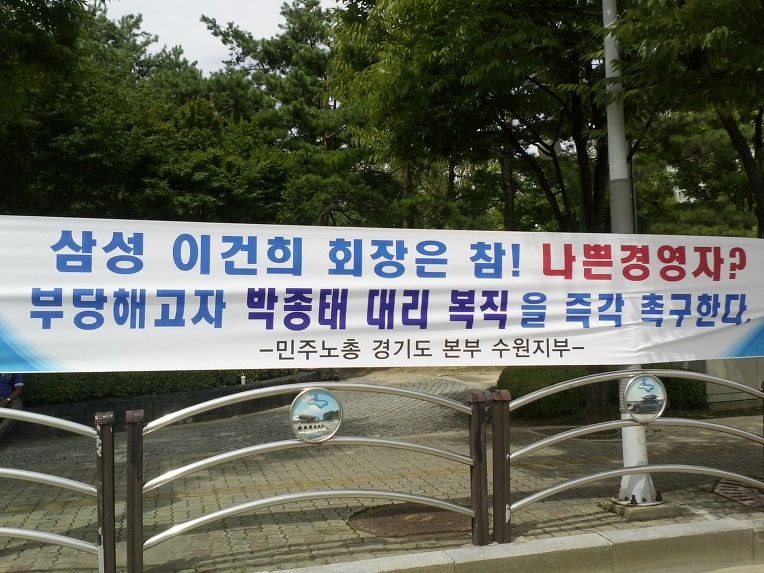 삼성 이건희 회장은 참! 나쁜경영자?
부당해고자 박종태 대리 복직을 즉각 촉구한다.
-민주노총 경기도 본부 수원지부-